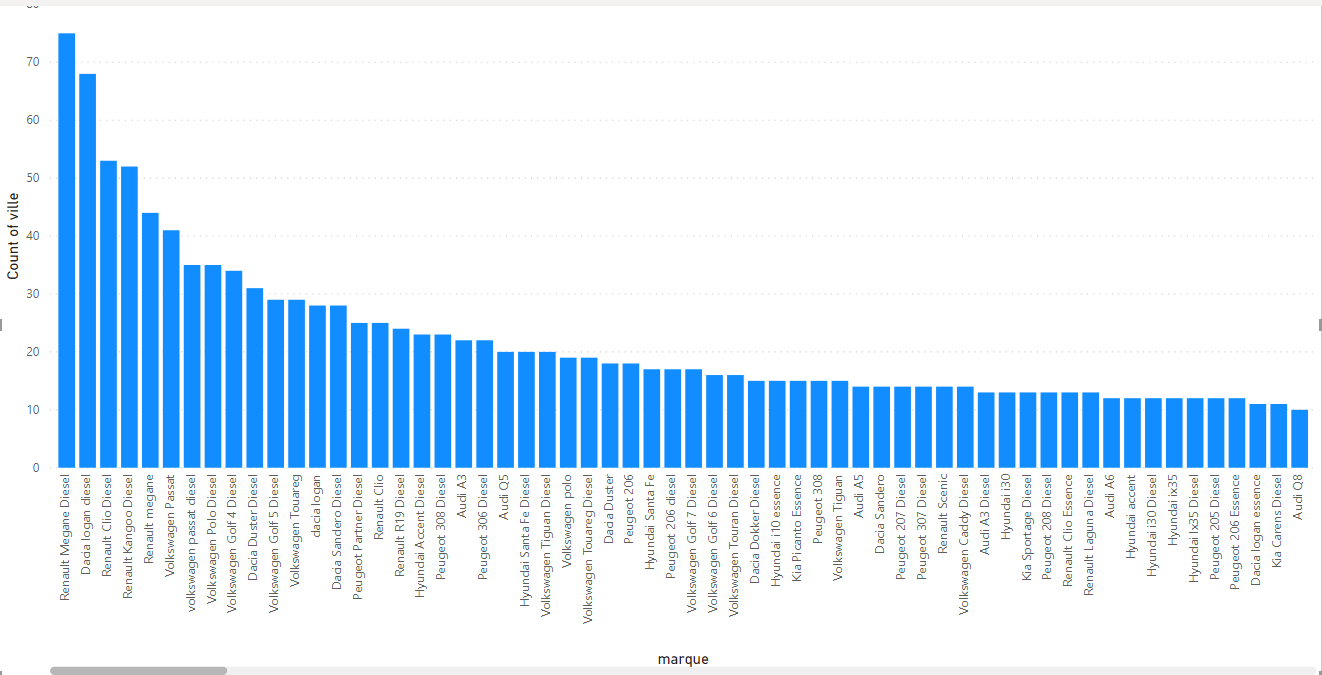 80
70
60
50
40
30
20
10
0
Count of ville
Renault Megane Diesel
Dacia logan diesel
Renault Clio Diesel
Renault Kangoo Diesel
Renault megane
Volkswagen Passat
volkswagen passat diesel
Volkswagen Polo Diesel
Volkswagen Golf 4 Diesel
Dacia Duster Diesel
Volkswagen Golf 5 Diesel
Volkswagen Touareg
dacia logan
Dacia Sandero Diesel
Peugeot Partner Diesel
Renault Clio
Renault R19 Diesel
Hyundai Accent Diesel
Peugeot 308 Diesel
Audi A3
Peugeot 306 Diesel
Audi Q5
Hyundai Santa Fe Diesel
Volkswagen Tiguan Diesel
Volkswagen polo
Volkswagen Touareg Diesel
Dacia Duster
Peugeot 206
Hyundai Santa Fe
Peugeot 206 diesel
Volkswagen Golf 7 Diesel
Volkswagen Golf 6 Diesel
Volkswagen Touran Diesel
Dacia Dokker Diesel
Hyundai i10 essence
Kia Picanto Essence
Peugeot 308
Volkswagen Tiguan
Audi A5
Dacia Sandero
Peugeot 207 Diesel
Peugeot 307 Diesel
Renault Scenic
Volkswagen Caddy Diesel
Audi A3 Diesel
Hyundai i30
Kia Sportage Diesel
Peugeot 208 Diesel
Renault Clio Essence
Renault Laguna Diesel
Audi A6
Hyundai accent
Hyundai i30 Diesel
Hyundai ix35
Hyundai Ix35 Diesel
Peugeot 205 Diesel
Peugeot 206 Essence
Dacia logan essence
Kia Carens Diesel
Audi Q8
marque